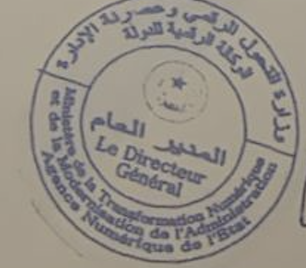 وزارة التحول الرقمي وعصرنة الإدارة
الوكالة الرقمية للدولة
المدير العام
Le Directeur
Général
Ministère de la Transformation Numérique
et de la Modernisation de l'Administration
Agence Numérique de l'Etat